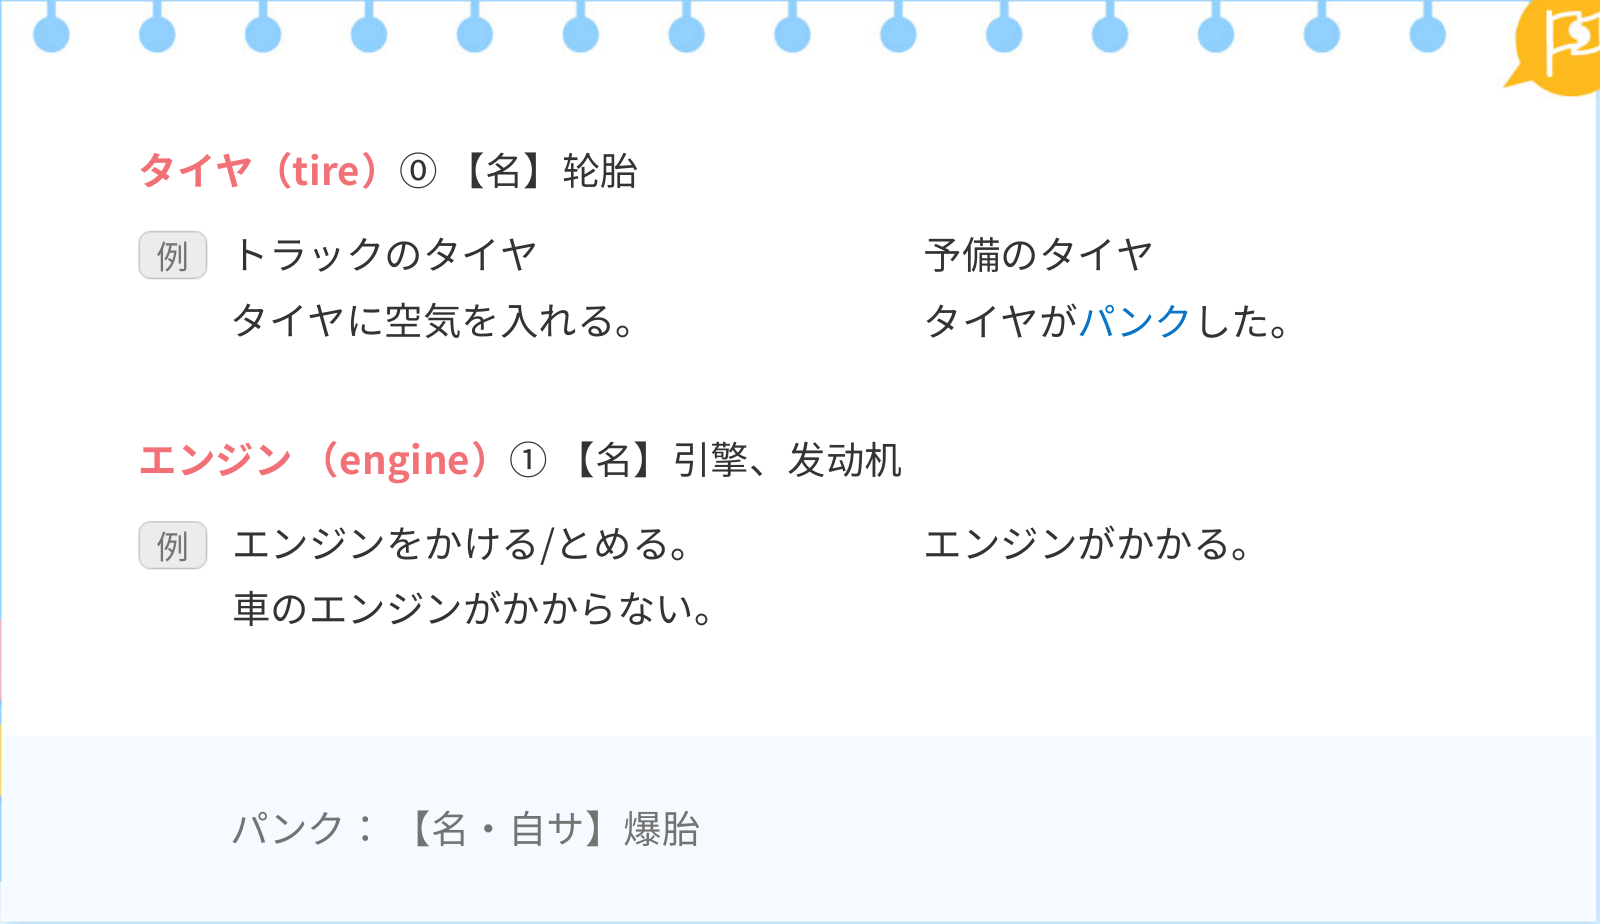 タイヤ（tire）⓪ 【名】轮胎
例 トラックのタイヤ 予備のタイヤ
タイヤに空気を入れる。 タイヤがパンクした。
エンジン （engine）① 【名】引擎、发动机
例 エンジンをかける/とめる。 エンジンがかかる。
車のエンジンがかからない。
パンク： 【名・自サ】爆胎